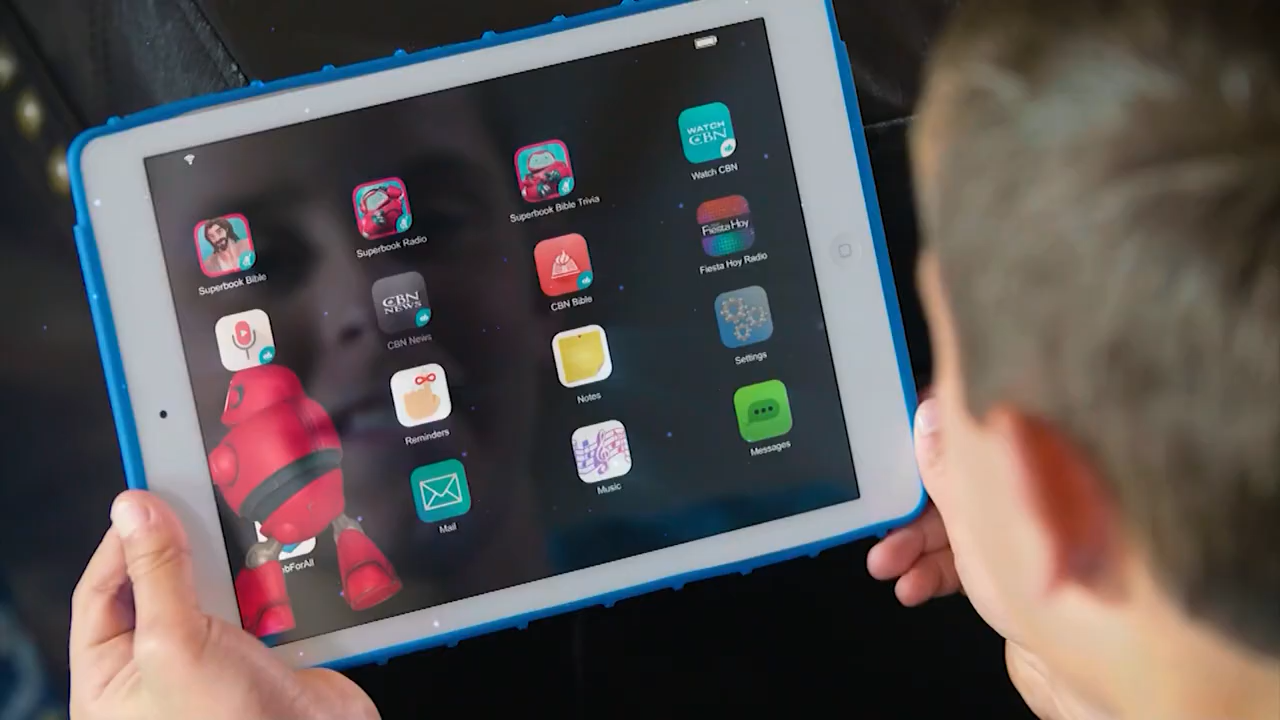 Superbook Bible
Superbook Radio
Superbook Bible Trivia
WATCH
CBN
Watch CBN
CBN
NEWS
CBN News
CBN Bible
Fiesta Hoy
Fiesta Hoy Radio
Reminders
Notes
Settings
bForAll
Mail
Music
Messages